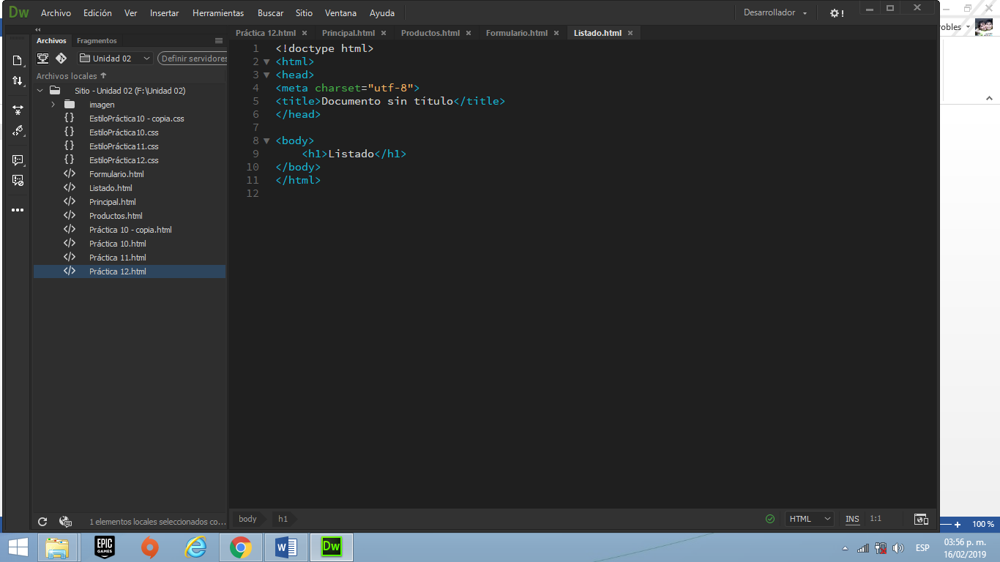 Dw Archivo Edición Ver Insertar Herramientas Buscar Sitio Ventana Ayuda Desarrollador !
robles
Archivos Fragmentos
Práctica 12.html Principal.html Productos.html Formulario.html Listado.html
Unidad 02 Definir servidores
Archivos locales
Sitio - Unidad 02 (F:\Unidad 02)
imagen
EstiloPráctica10 - copia.css
EstiloPráctica10.css
EstiloPráctica11.css
EstiloPráctica12.css
Formulario.html
Listado.html
Principal.html
Productos.html
Práctica 10 - copia.html
Práctica 10.html
Práctica 11.html
Práctica 12.html
1 elementos locales seleccionados co...
1 <!doctype html>
2 <html>
3 <head>
4 <meta charset="utf-8">
5 <title>Documento sin título</title>
6 </head>
7
8 <body>
9 <h1>Listado</h1>
10 </body>
11 </html>
12
body h1 HTML INS 1:1
100 %
EPIC GAMES
W
Dw
ESP
03:56 p. m.
16/02/2019